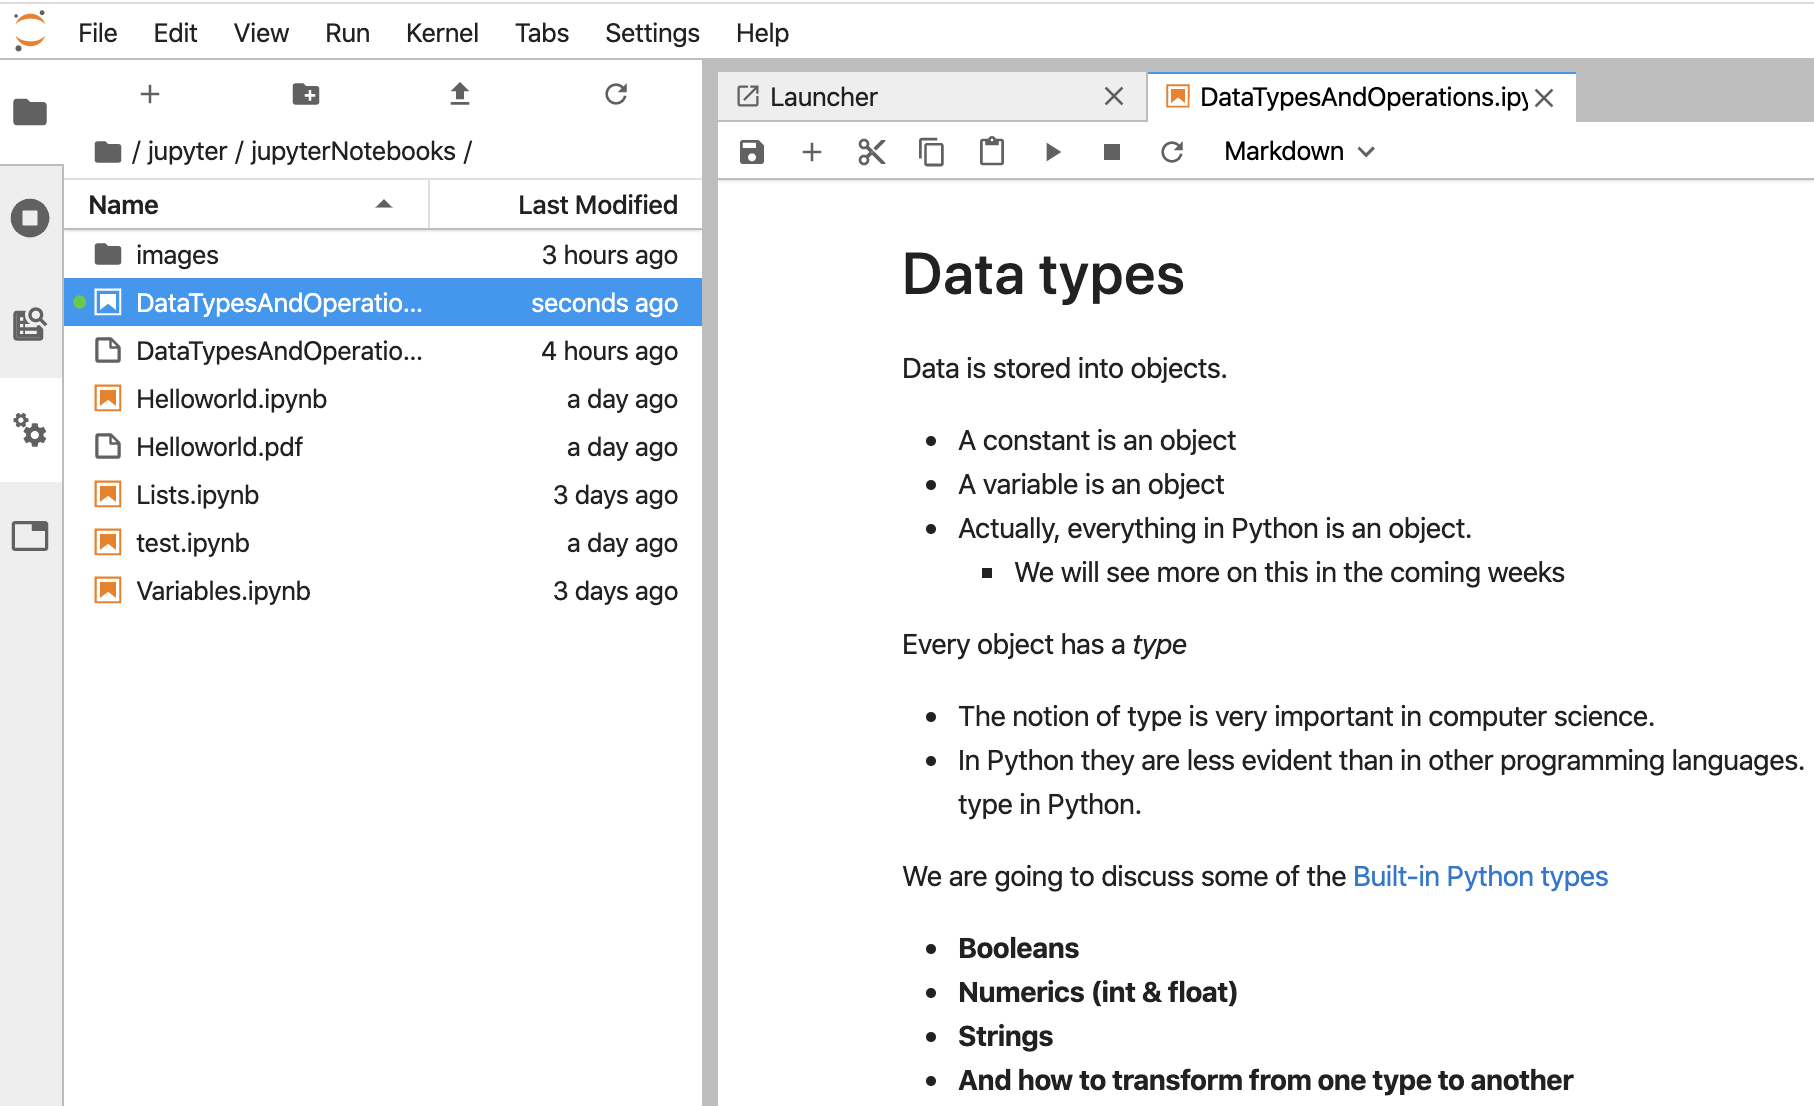 File Edit View Run Kernel Tabs Settings Help
/ jupyter / jupyterNotebooks /
Name Last Modified
images 3 hours ago
DataTypesAndOperatio... seconds ago
DataTypesAndOperatio... 4 hours ago
Helloworld.ipynb a day ago
Helloworld.pdf a day ago
Lists.ipynb 3 days ago
test.ipynb a day ago
Variables.ipynb 3 days ago
Launcher
DataTypesAndOperations.ipy
Markdown
Data types
Data is stored into objects.
• A constant is an object
• A variable is an object
• Actually, everything in Python is an object.
▪ We will see more on this in the coming weeks
Every object has a type
• The notion of type is very important in computer science.
• In Python they are less evident than in other programming languages.
type in Python.
We are going to discuss some of the Built-in Python types
• Booleans
• Numerics (int & float)
• Strings
• And how to transform from one type to another